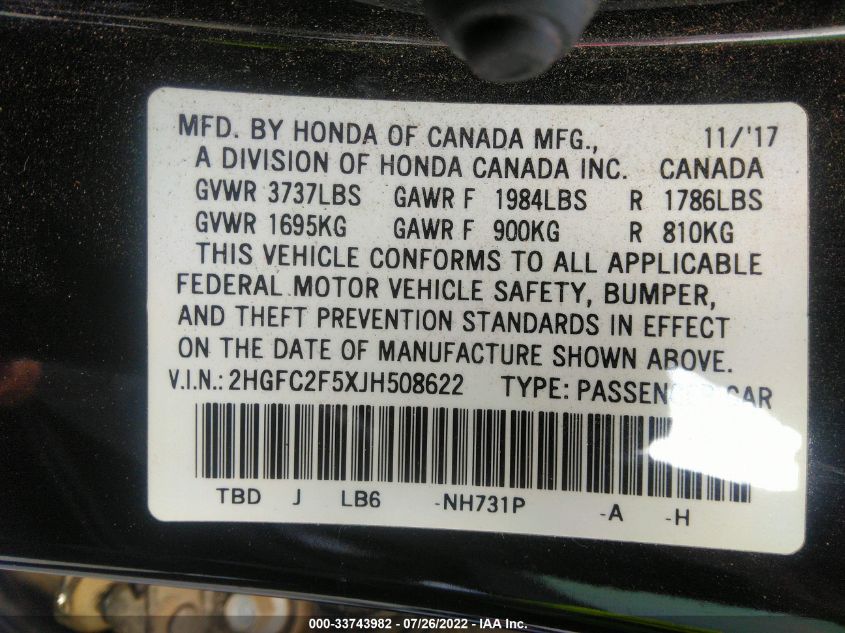 MFD. BY HONDA OF CANADA MFG., 11/'17
A DIVISION OF HONDA CANADA INC. CANADA
GVWR 3737LBS GAWR F 1984LBS R 1786LBS
GVWR 1695KG GAWR F 900KG R 810KG
THIS VEHICLE CONFORMS TO ALL APPLICABLE
FEDERAL MOTOR VEHICLE SAFETY, BUMPER,
AND THEFT PREVENTION STANDARDS IN EFFECT
ON THE DATE OF MANUFACTURE SHOWN ABOVE.
V.I.N.: 2HGFC2F5XJH508622 TYPE: PASSENGER CAR
TBD J LB6 -NH731P -A -H
000-33743982 / 07/26/2022 / IAA Inc.